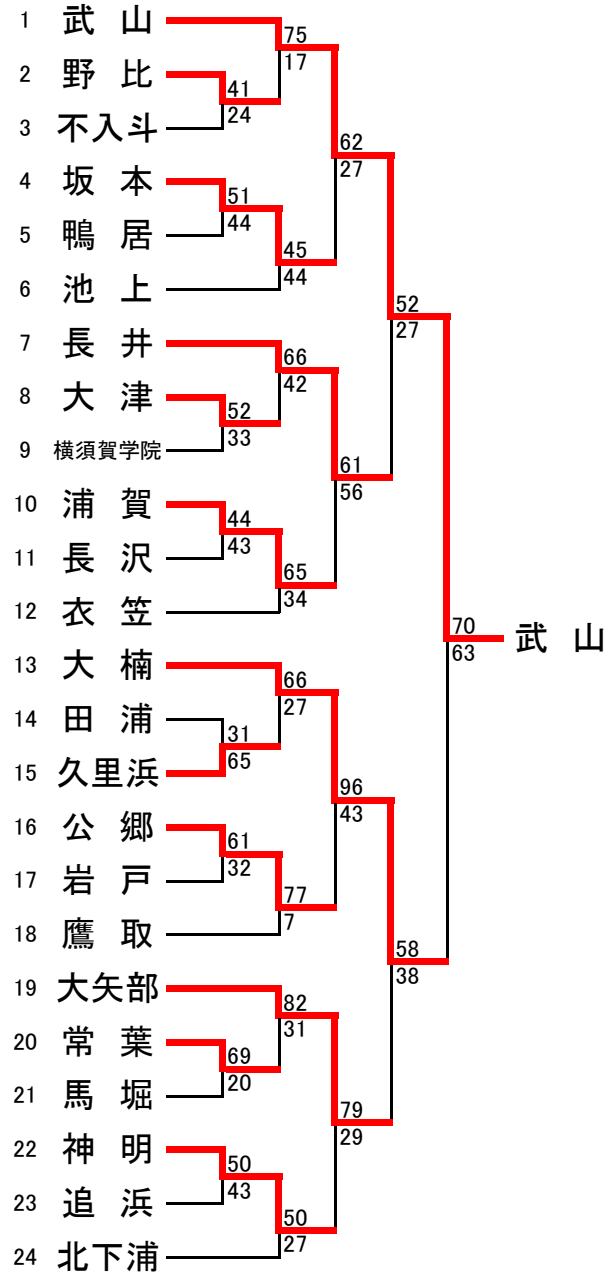 1 武山
75
17
2 野比
41
24
3 不入斗
62
27
4 坂本
51
44
5 鴨居
45
44
6 池上
52
27
7 長井
66
42
8 大津
52
33
9 横須賀学院
61
56
10 浦賀
44
43
11 長沢
65
34
12 衣笠
70
63
武山
13 大楠
66
27
14 田浦
31
65
15 久里浜
96
43
16 公郷
61
32
17 岩戸
77
7
18 鷹取
58
38
19 大矢部
82
31
20 常葉
69
20
21 馬堀
79
29
22 神明
50
43
23 追浜
50
27
24 北下浦